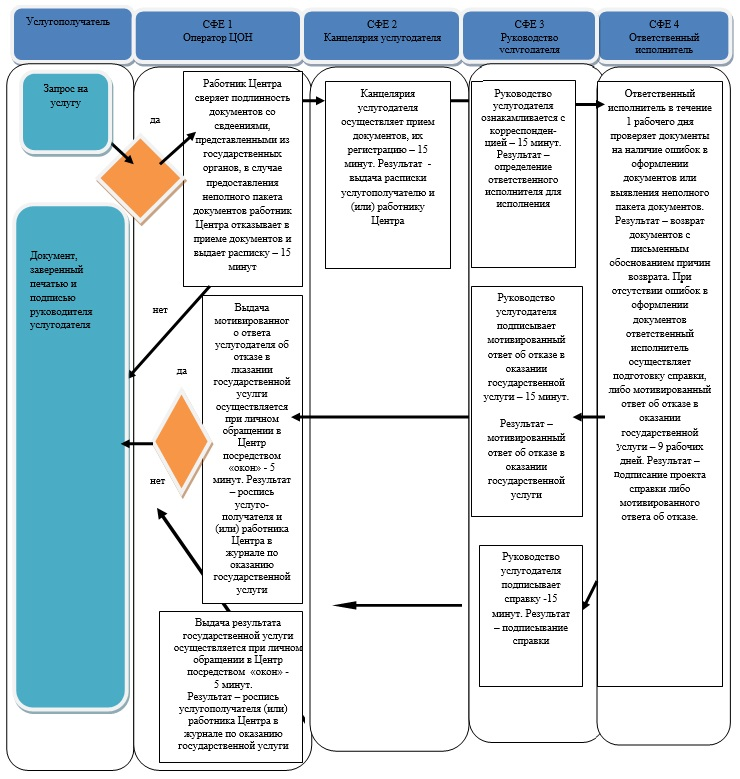 Услугополучатель
СФЕ 1
Оператор ЦОН
СФЕ 2
Канцелярия услугодателя
СФЕ 3
Руководство
услугодателя
СФЕ 4
Ответственный
исполнитель
Запрос на
услугу
Документ,
заверенный
печатью и
подписью
руководителя
услугодателя
да
нет
да
нет
Работник Центра
сверяет подлинность
документов со
свдеениями,
представленными из
государственных
органов, в случае
предоставления
неполного пакета
документов работник
Центра отказывает в
приеме документов и
выдает расписку – 15
минут
Выдача
мотивированног
о ответа
услугодателя об
отказе в
лказании
государственной
усулги
осуществляется
при личном
обращении в
Центр
посредством
«окон» - 5
минут. Результат
– роспись
услуго-
получателя и
(или) работника
Центра в
журнале по
оказанию
государственной
услуги
Выдача результата
государственной услуги
осуществляется при личном
обращении в Центр
посредством «окон» -
5 минут.
Результат – роспись
услугополучателя (или)
работника Центра в
журнале по оказанию
государственной услуги
Канцелярия
услугодателя
осуществляет прием
документов, их
регистрацию – 15
минут. Результат -
выдача расписки
услугополучателю и
(или) работнику
Центра
Руководство
услугодателя
ознакамливается с
корреспонден-
цией – 15 минут.
Результат –
определение
ответственного
исполнителя для
исполнения
Руководство
услугодателя
подписывает
мотивированный
ответ об отказе в
оказании
государственной
услуги – 15 минут.
Результат –
мотивированный
ответ об отказе в
оказании
государственной
услуги
Руководство
услугодателя
подписывает
справку -15
минут. Результат
– подписывание
справки
Ответственный
исполнитель в течение
1 рабочего дня
проверяет документы
на наличие ошибок в
оформлении
документов или
выявления неполного
пакета документов.
Результат – возврат
документов с
письменным
обоснованием причин
возврата. При
отсутствии ошибок в
оформлении
документов
ответственный
исполнитель
осуществляет
подготовку справки,
либо мотивированный
ответ об отказе в
оказании
государственной
услуги – 9 рабочих
дней. Результат –
подписание проекта
справки либо
мотивированного
ответа об отказе.